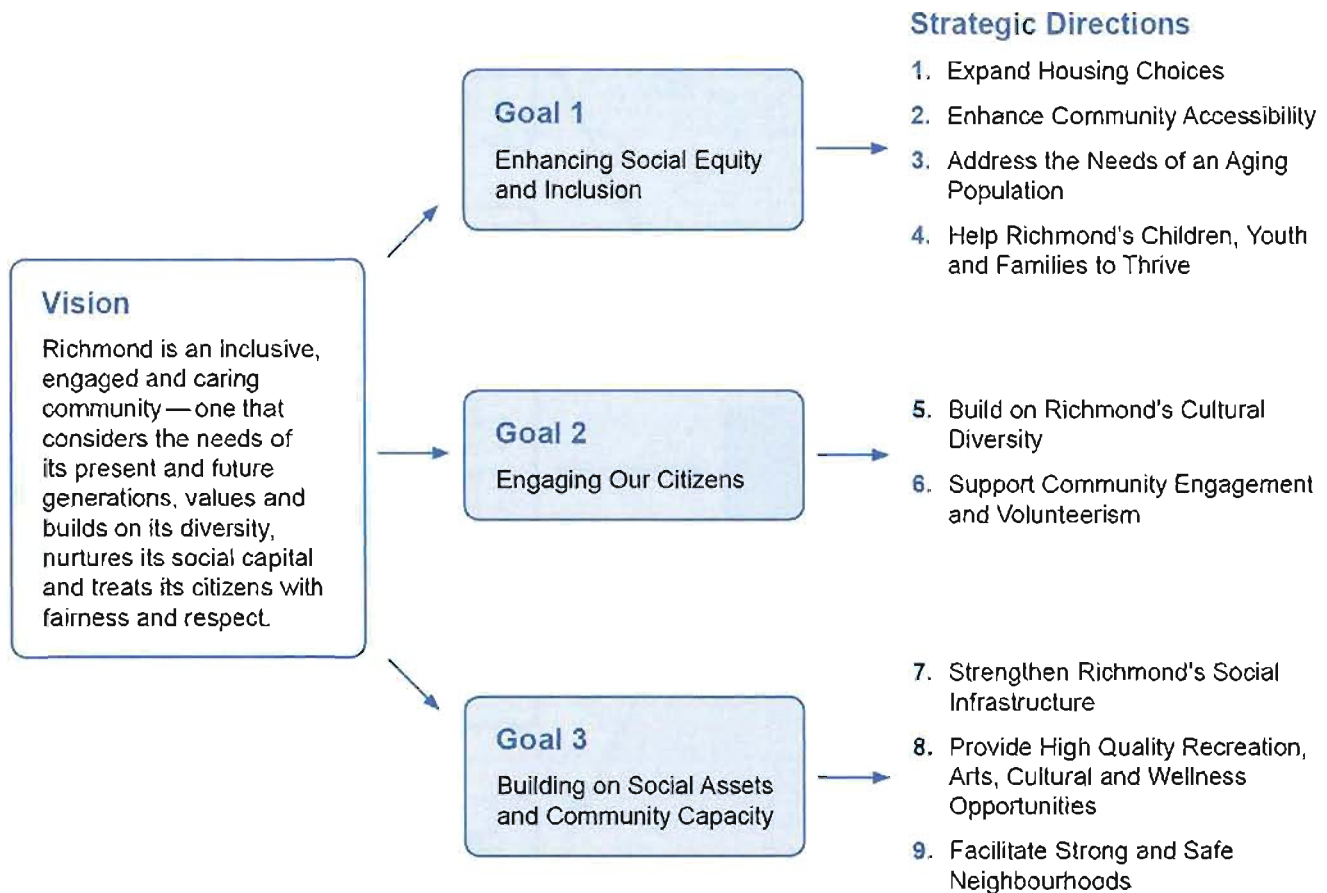 Strategic Directions
Vision
Richmond is an inclusive,
engaged and caring
community—one that
considers the needs of
its present and future
generations, values and
builds on its diversity,
nurtures its social capital
and treats its citizens with
fairness and respect.
Goal 1
Enhancing Social Equity
and Inclusion
1. Expand Housing Choices
2. Enhance Community Accessibility
3. Address the Needs of an Aging
Population
4. Help Richmond's Children, Youth
and Families to Thrive
Goal 2
Engaging Our Citizens
5. Build on Richmond's Cultural
Diversity
6. Support Community Engagement
and Volunteerism
Goal 3
Building on Social Assets
and Community Capacity
7. Strengthen Richmond's Social
Infrastructure
8. Provide High Quality Recreation,
Arts, Cultural and Wellness
Opportunities
9. Facilitate Strong and Safe
Neighbourhoods